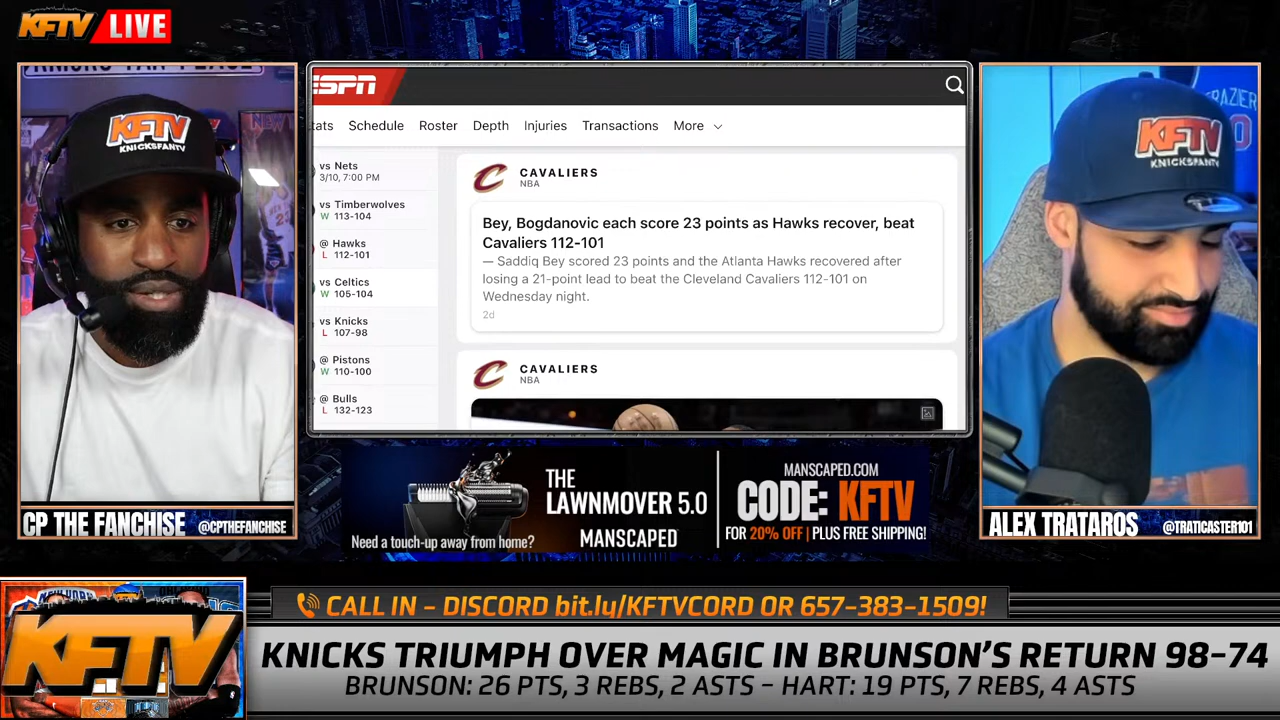 KFTV LIVE
KNICKS FAN
KFTV
KNICKSFANTV
CP THE FANCHISE @CPTHEFANCHISE
ESPN
Schedule Roster Depth Injuries Transactions More
vs Nets
3/10, 7:00 PM
vs Timberwolves
W 113-104
@ Hawks
L 112-101
vs Celtics
W 105-104
vs Knicks
L 107-98
@ Pistons
W 110-100
@ Bulls
L 132-123
CAVALIERS
NBA
Bey, Bogdanovic each score 23 points as Hawks recover, beat
Cavaliers 112-101
— Saddiq Bey scored 23 points and the Atlanta Hawks recovered after
losing a 21-point lead to beat the Cleveland Cavaliers 112-101 on
Wednesday night.
2d
CAVALIERS
NBA
FRAZIER
KFTV
KNICKSFANTV
ALEX TRATAROS @TRATICASTER101
THE
LAWNMOVER 5.0
MANSCAPED
Need a touch-up away from home?
MANSCAPED.COM
CODE: KFTV
FOR 20% OFF | PLUS FREE SHIPPING!
CALL IN – DISCORD bit.ly/KFTVCORD OR 657-383-1509!
KFTV
KNICKS TRIUMPH OVER MAGIC IN BRUNSON'S RETURN 98-74
BRUNSON: 26 PTS, 3 REBS, 2 ASTS – HART: 19 PTS, 7 REBS, 4 ASTS